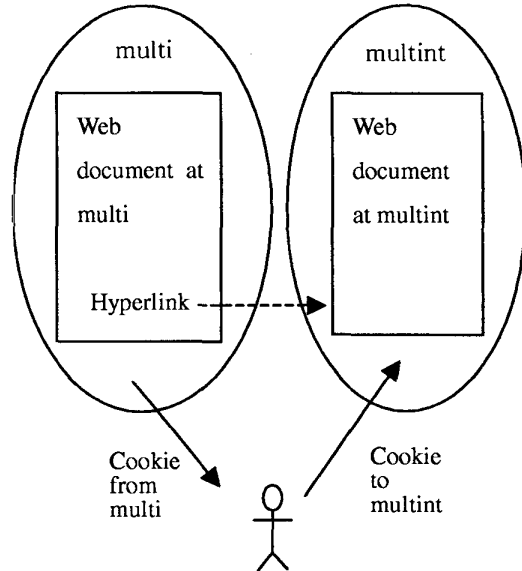 multi
Web
document at
multi
Hyperlink
multint
Web
document
at multint
Cookie
from
multi
Cookie
to
multint